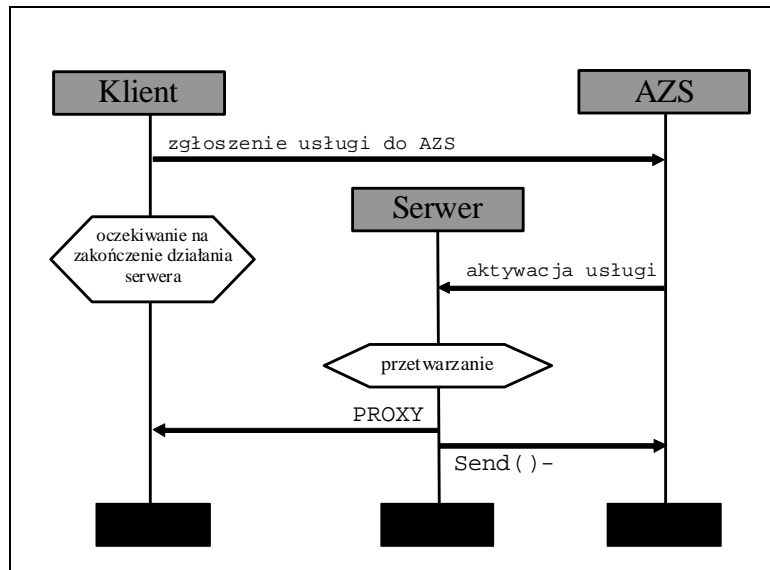 Klient
AZS
zgłoszenie usługi do AZS
Serwer
oczekiwanie na
zakończenie działania
serwera
aktywacja usługi
przetwarzanie
PROXY
Send()-